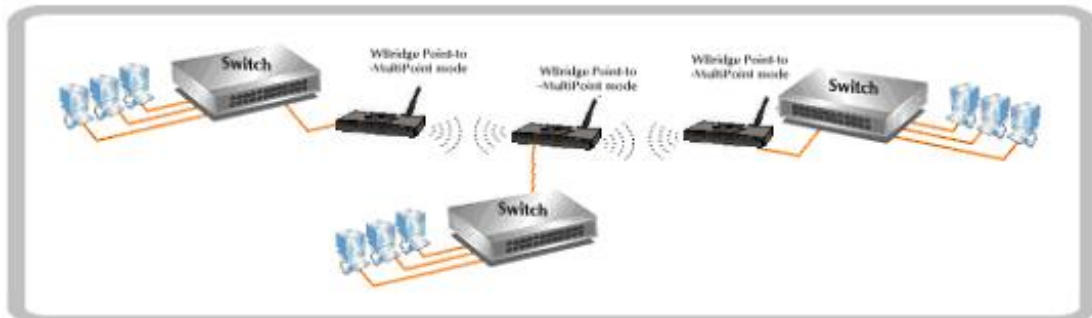 Switch
WBridge Point-to
-MultiPoint mode
WBridge Point-to
-MultiPoint mode
WBridge Point-to
-MultiPoint mode
Switch
Switch